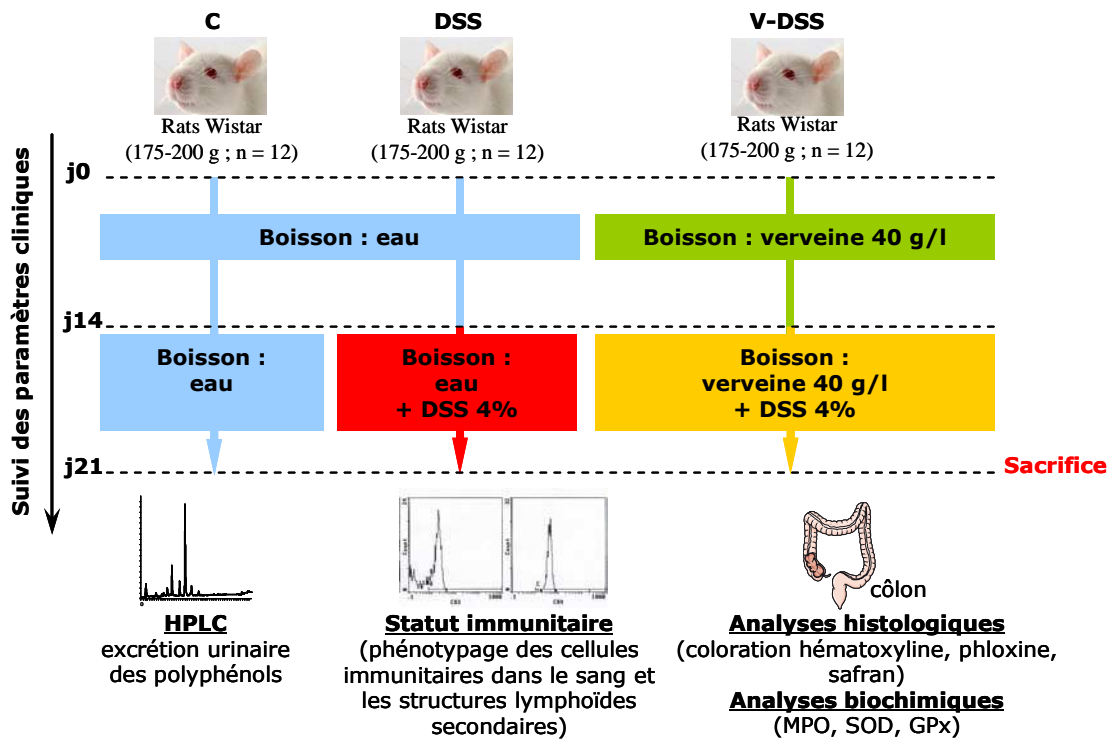 C
DSS
V-DSS
Rats Wistar
(175-200 g ; n = 12)
Rats Wistar
(175-200 g ; n = 12)
Rats Wistar
(175-200 g ; n = 12)
Suivi des paramètres cliniques
j0
Boisson : eau
Boisson : verveine 40 g/l
j14
Boisson :
eau
Boisson :
eau
+ DSS 4%
Boisson :
verveine 40 g/l
+ DSS 4%
j21
Sacrifice
côlon
HPLC
excrétion urinaire
des polyphénols
Statut immunitaire
(phénotypage des cellules
immunitaires dans le sang et
les structures lymphoïdes
secondaires)
Analyses histologiques
(coloration hématoxyline, phloxine,
safran)
Analyses biochimiques
(MPO, SOD, GPx)